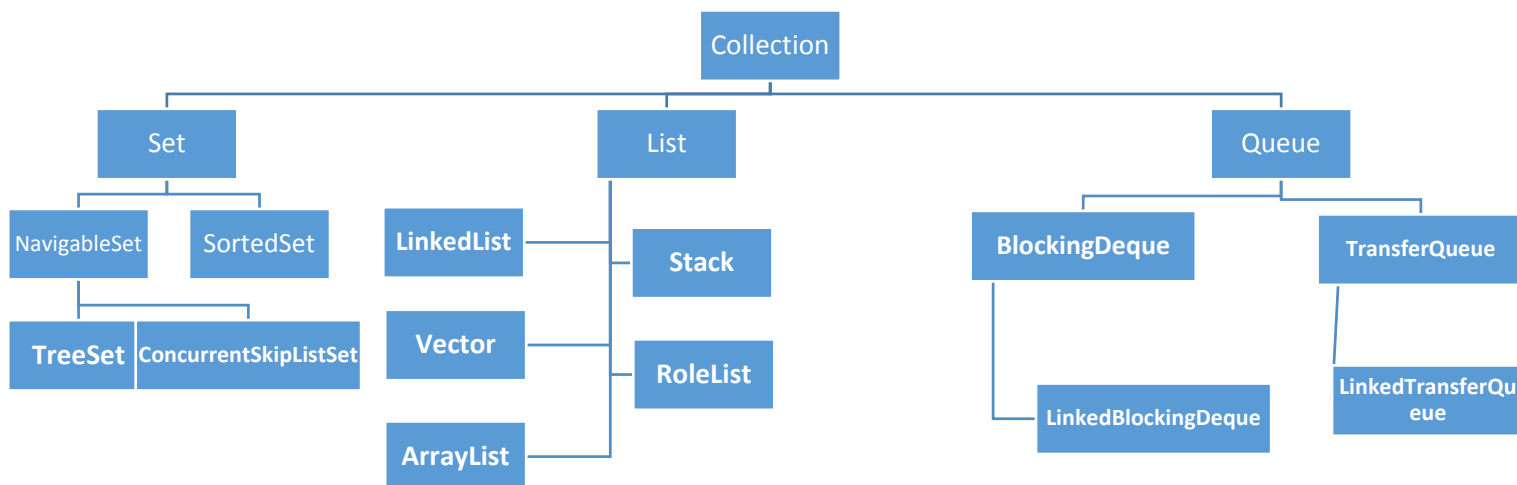 Collection
Set
List
Queue
NavigableSet
SortedSet
LinkedList
Stack
BlockingDeque
TransferQueue
TreeSet
ConcurrentSkipListSet
Vector
RoleList
LinkedBlockingDeque
LinkedTransferQu
eue
ArrayList